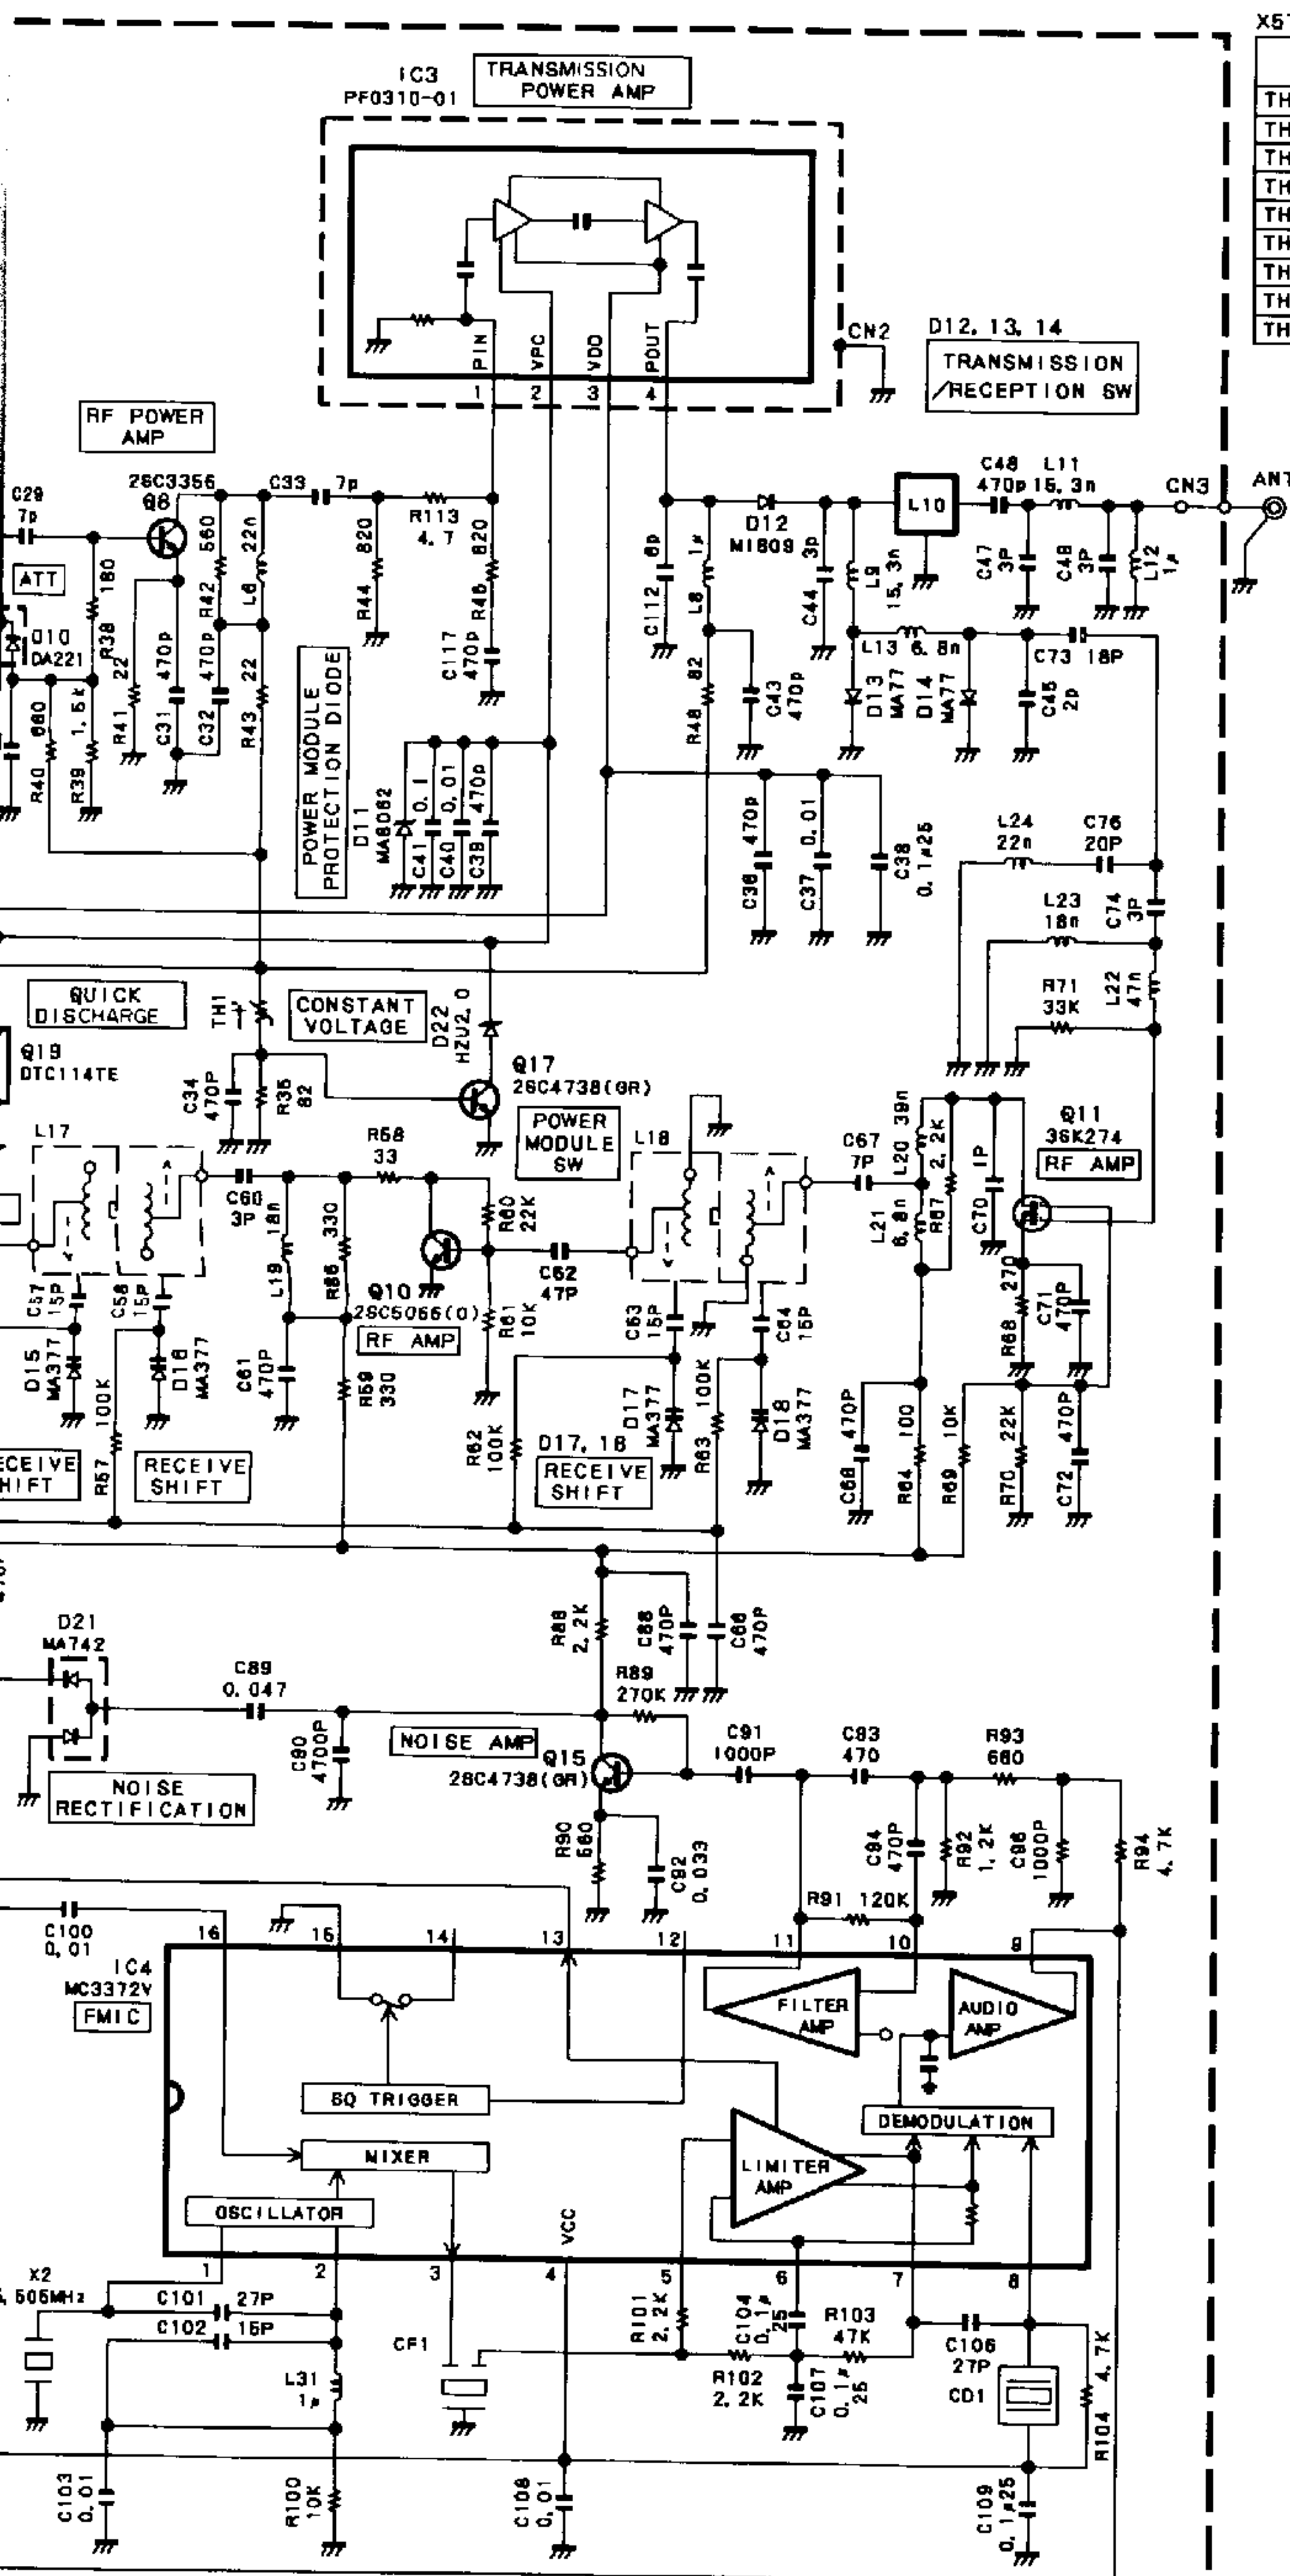 X5
IC3
PF0310-01
TRANSMISSION
POWER AMP
TH
TH
TH
TH
TH
TH
TH
TH
TH
PIN
VPC
VDD
POUT
1
2
3
4
CN2
D12, 13, 14
TRANSMISSION
/RECEPTION SW
RF POWER
AMP
2SC3356
Q8
C29
7p
C33
7p
R113
4.7
ATT
180
R38
D10
DA221
R42
560
L6
22n
R44
820
R46
820
C117
470p
R41
22
C31
470p
C32
470p
R43
22
R40
680
R39
1.5k
POWER MODULE
PROTECTION DIODE
D11
MA8062
C41
0.1
C40
0.01
C39
470p
C112
6p
L8
1μ
D12
MI809
C44
3p
L9
15.3n
L10
C48
470p
L11
15.3n
CN3
ANT
C47
3P
3P
L12
1μ
R48
82
C43
470p
L13 6.8n
D13
MA77
D14
MA77
C45
2p
C73 18P
C36
470p
C37
0.01
C38
0.1μ25
L24
22n
C76
20P
L23
18n
C74
3P
R71
33K
L22
47n
QUICK
DISCHARGE
TH1
CONSTANT
VOLTAGE
D22
HZU2.0
Q19
DTC114TE
C34
470P
R35
82
Q17
2SC4738(GR)
POWER
MODULE
SW
L17
C60
3P
R58
33
L18
C67
7P
L20 39n
R67
2.2K
C70
1P
Q11
3SK274
RF AMP
L19
18n
R66
330
R60
22K
L21
6.8n
Q10
2SC5066(O)
RF AMP
C62
47P
R61
10K
R68
270
C71
470P
C57
15P
C58
15P
D15
MA377
D16
MA377
C61
470P
R59
330
C63
15P
C64
15P
D17
MA377
R63
100K
D18
MA377
R57
100K
ECEIVE
HIFT
RECEIVE
SHIFT
R62
100K
D17, 18
RECEIVE
SHIFT
C68
470P
R64
100
R69
10K
R70
22K
C72
470P
D21
MA742
C89
0.047
R88
2.2K
C88
470P
C66
470P
R89
270K
NOISE
RECTIFICATION
C90
4700P
NOISE AMP
Q15
2SC4738(GR)
C91
1000P
C93
470
R93
680
R90
560
C92
0.033
C94
470P
R92
1.2K
C96
1000P
R94
4.7K
R91 120K
C100
0.01
IC4
MC3372V
FMIC
16
15
14
13
12
11
10
9
FILTER
AMP
AUDIO
AMP
SQ TRIGGER
MIXER
OSCILLATOR
LIMITER
AMP
DEMODULATION
VCC
1
2
3
4
5
6
7
8
X2
505MHz
C101 27P
C102 15P
L31
1μ
CF1
R101
2.2K
C104
0.1μ
25
R103
47K
R102
2.2K
C107
0.1μ
25
C106
27P
CD1
R104 4.7K
C103
0.01
R100
10K
C108
0.01
C109
0.1μ25